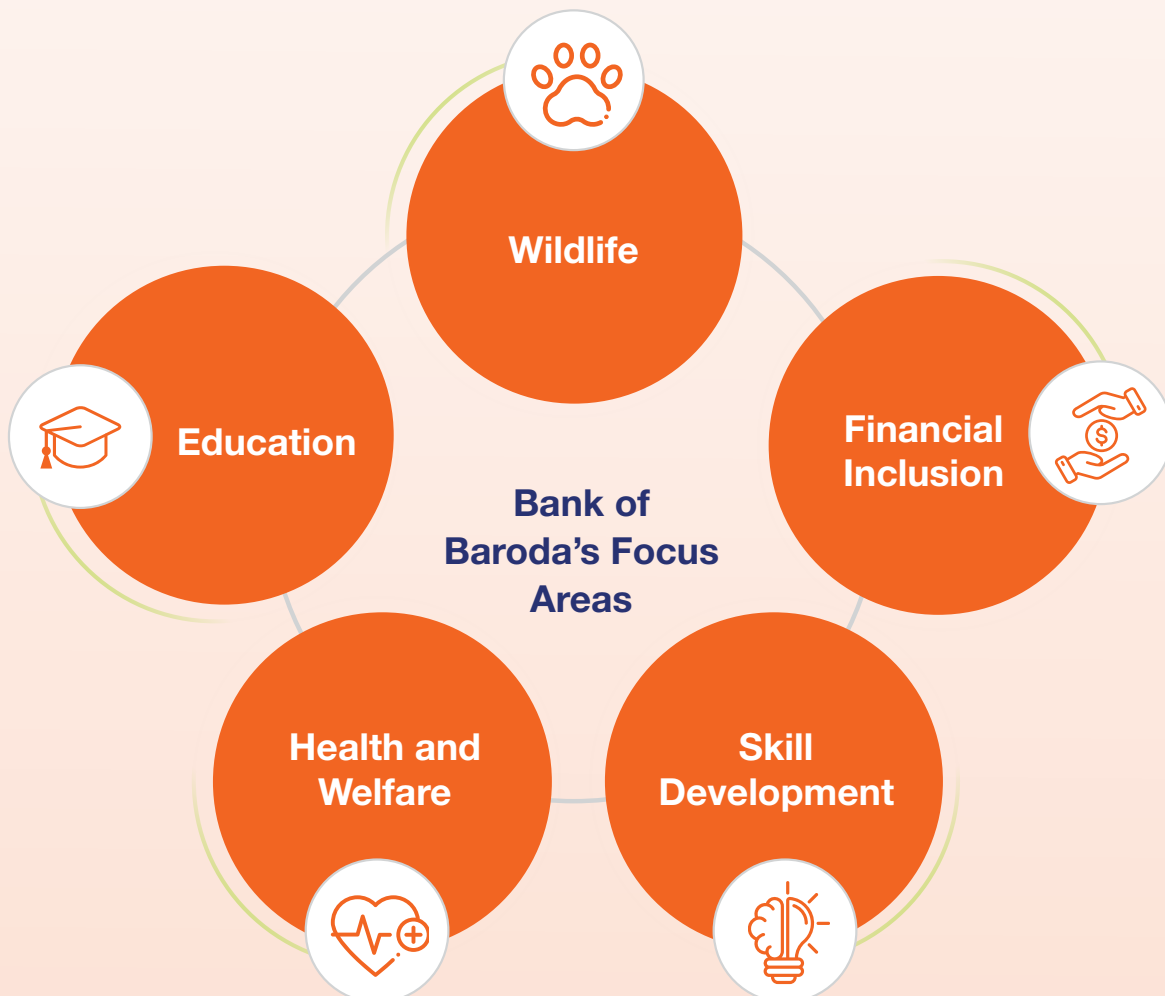 Wildlife
Education
Financial
Inclusion
Bank of
Baroda’s Focus
Areas
Health and
Welfare
Skill
Development
$